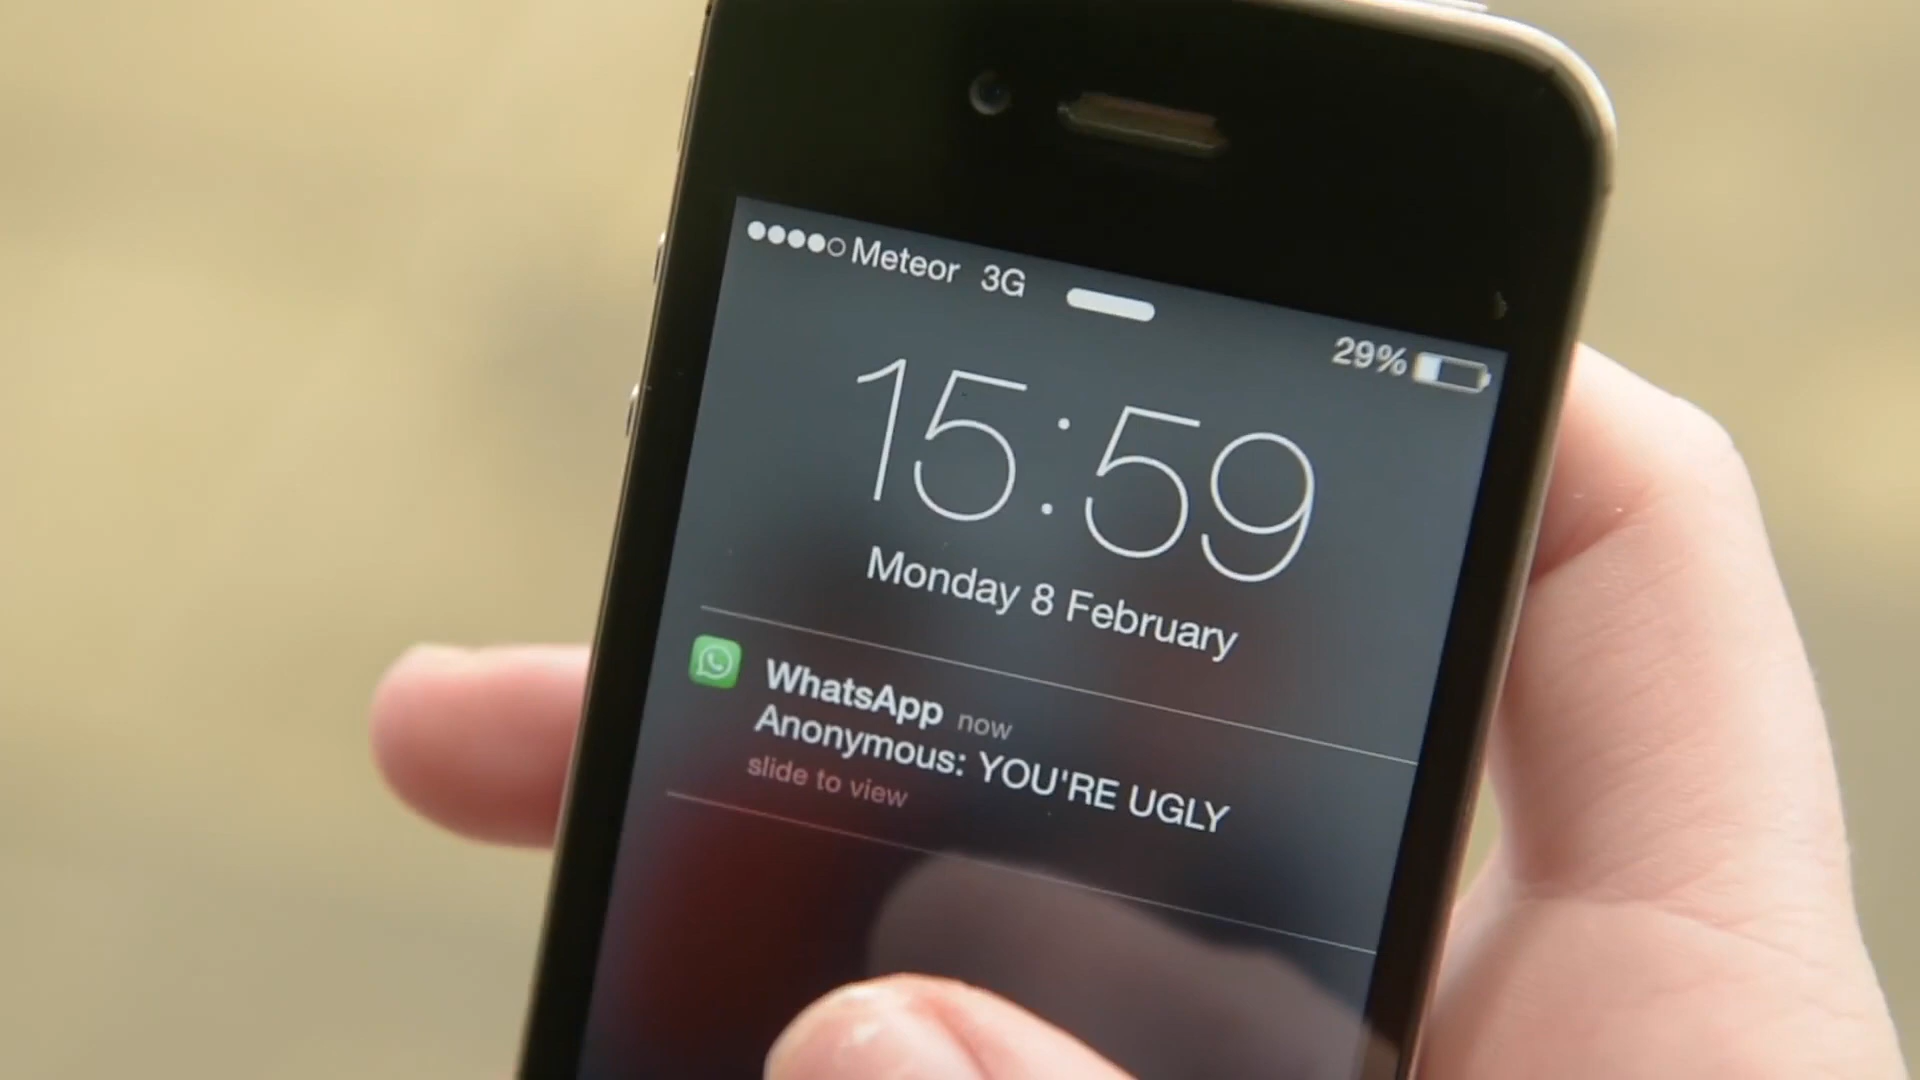 Meteor 3G
29%
15:59
Monday 8 February
WhatsApp now
Anonymous: YOU'RE UGLY
slide to view